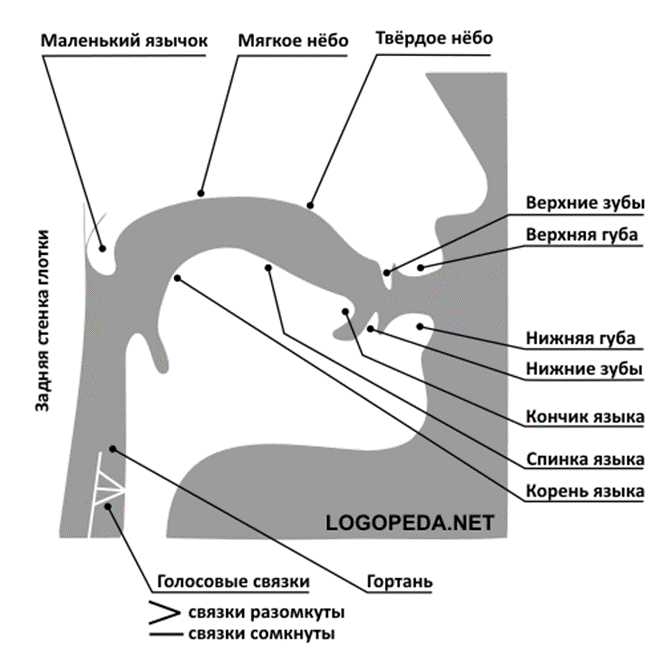 Маленький язычок
Мягкое нёбо
Твёрдое нёбо
Верхние зубы
Верхняя губа
Задняя стенка глотки
Нижняя губа
Нижние зубы
Кончик языка
Спинка языка
Корень языка
LOGOPEDA.NET
Голосовые связки
Гортань
связки разомкуты
связки сомкнуты